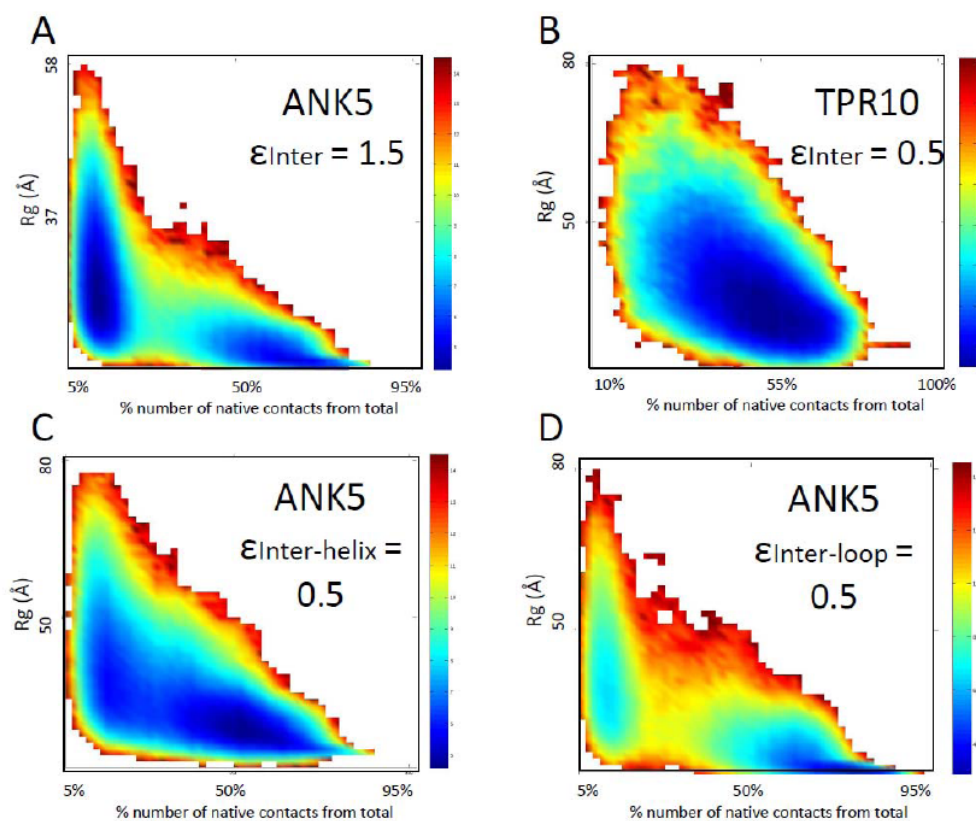 A
58
ANK5
εInter = 1.5
Rg (Å)
37
5%
50%
95%
% number of native contacts from total
B
80
TPR10
εInter = 0.5
Rg (Å)
50
10%
55%
100%
% number of native contacts from total
C
80
ANK5
εInter-helix =
0.5
Rg (Å)
50
5%
50%
95%
% number of native contacts from total
D
80
ANK5
εInter-loop =
0.5
Rg (Å)
50
5%
50%
95%
% number of native contacts from total